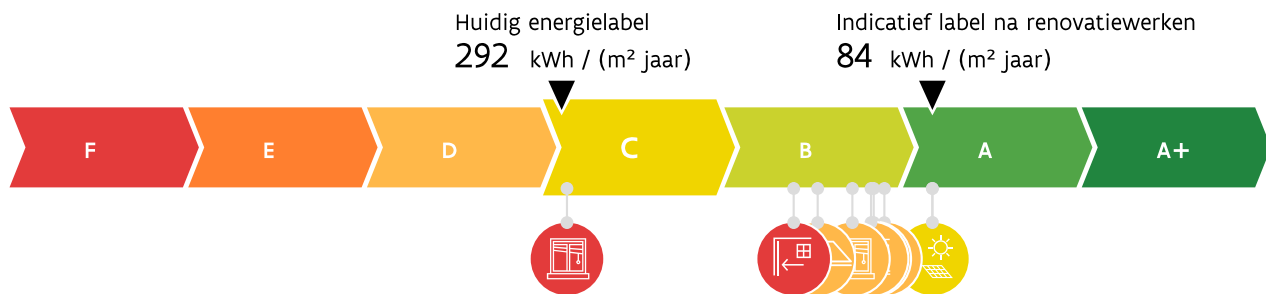 Huidig energielabel
292 kWh / (m² jaar)
Indicatief label na renovatiewerken
84 kWh / (m² jaar)
F E D C B A A+